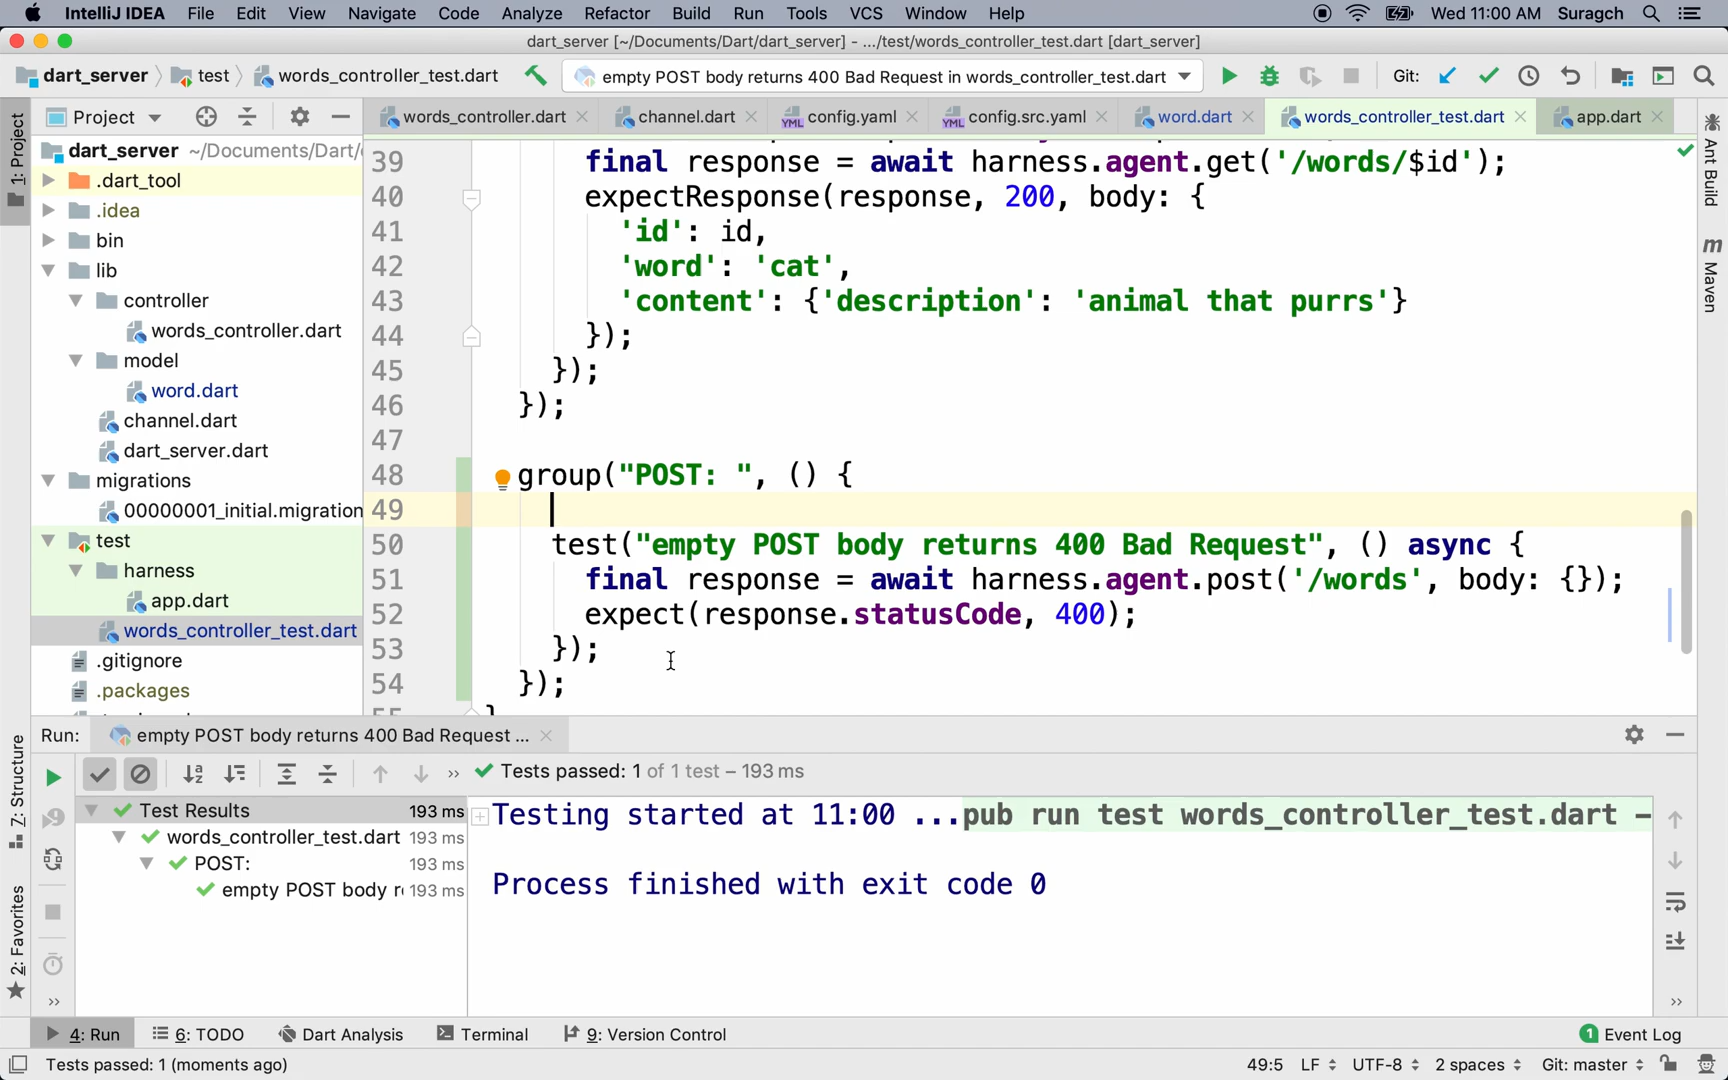 IntelliJ IDEA File Edit View Navigate Code Analyze Refactor Build Run Tools VCS Window Help Wed 11:00 AM Suragch
dart_server [~/Documents/Dart/dart_server] - .../test/words_controller_test.dart [dart_server]
dart_server test words_controller_test.dart empty POST body returns 400 Bad Request in words_controller_test.dart Git:
1: Project
Project
words_controller.dart channel.dart config.yaml config.src.yaml word.dart words_controller_test.dart app.dart
dart_server ~/Documents/Dart/
.dart_tool
.idea
bin
lib
controller
words_controller.dart
model
word.dart
channel.dart
dart_server.dart
migrations
00000001_initial.migration
test
harness
app.dart
words_controller_test.dart
.gitignore
.packages
39 final response = await harness.agent.get('/words/$id');
40 expectResponse(response, 200, body: {
41 'id': id,
42 'word': 'cat',
43 'content': {'description': 'animal that purrs'}
44 });
45 });
46 });
47
48 group("POST: ", () {
49
50 test("empty POST body returns 400 Bad Request", () async {
51 final response = await harness.agent.post('/words', body: {});
52 expect(response.statusCode, 400);
53 });
54 });
55 }
Ant Build
m Maven
Z: Structure
2: Favorites
Run: empty POST body returns 400 Bad Request ...
Tests passed: 1 of 1 test – 193 ms
Test Results 193 ms
words_controller_test.dart 193 ms
POST: 193 ms
empty POST body r 193 ms
Testing started at 11:00 ...pub run test words_controller_test.dart –
Process finished with exit code 0
4: Run 6: TODO Dart Analysis Terminal 9: Version Control 1 Event Log
Tests passed: 1 (moments ago) 49:5 LF UTF-8 2 spaces Git: master